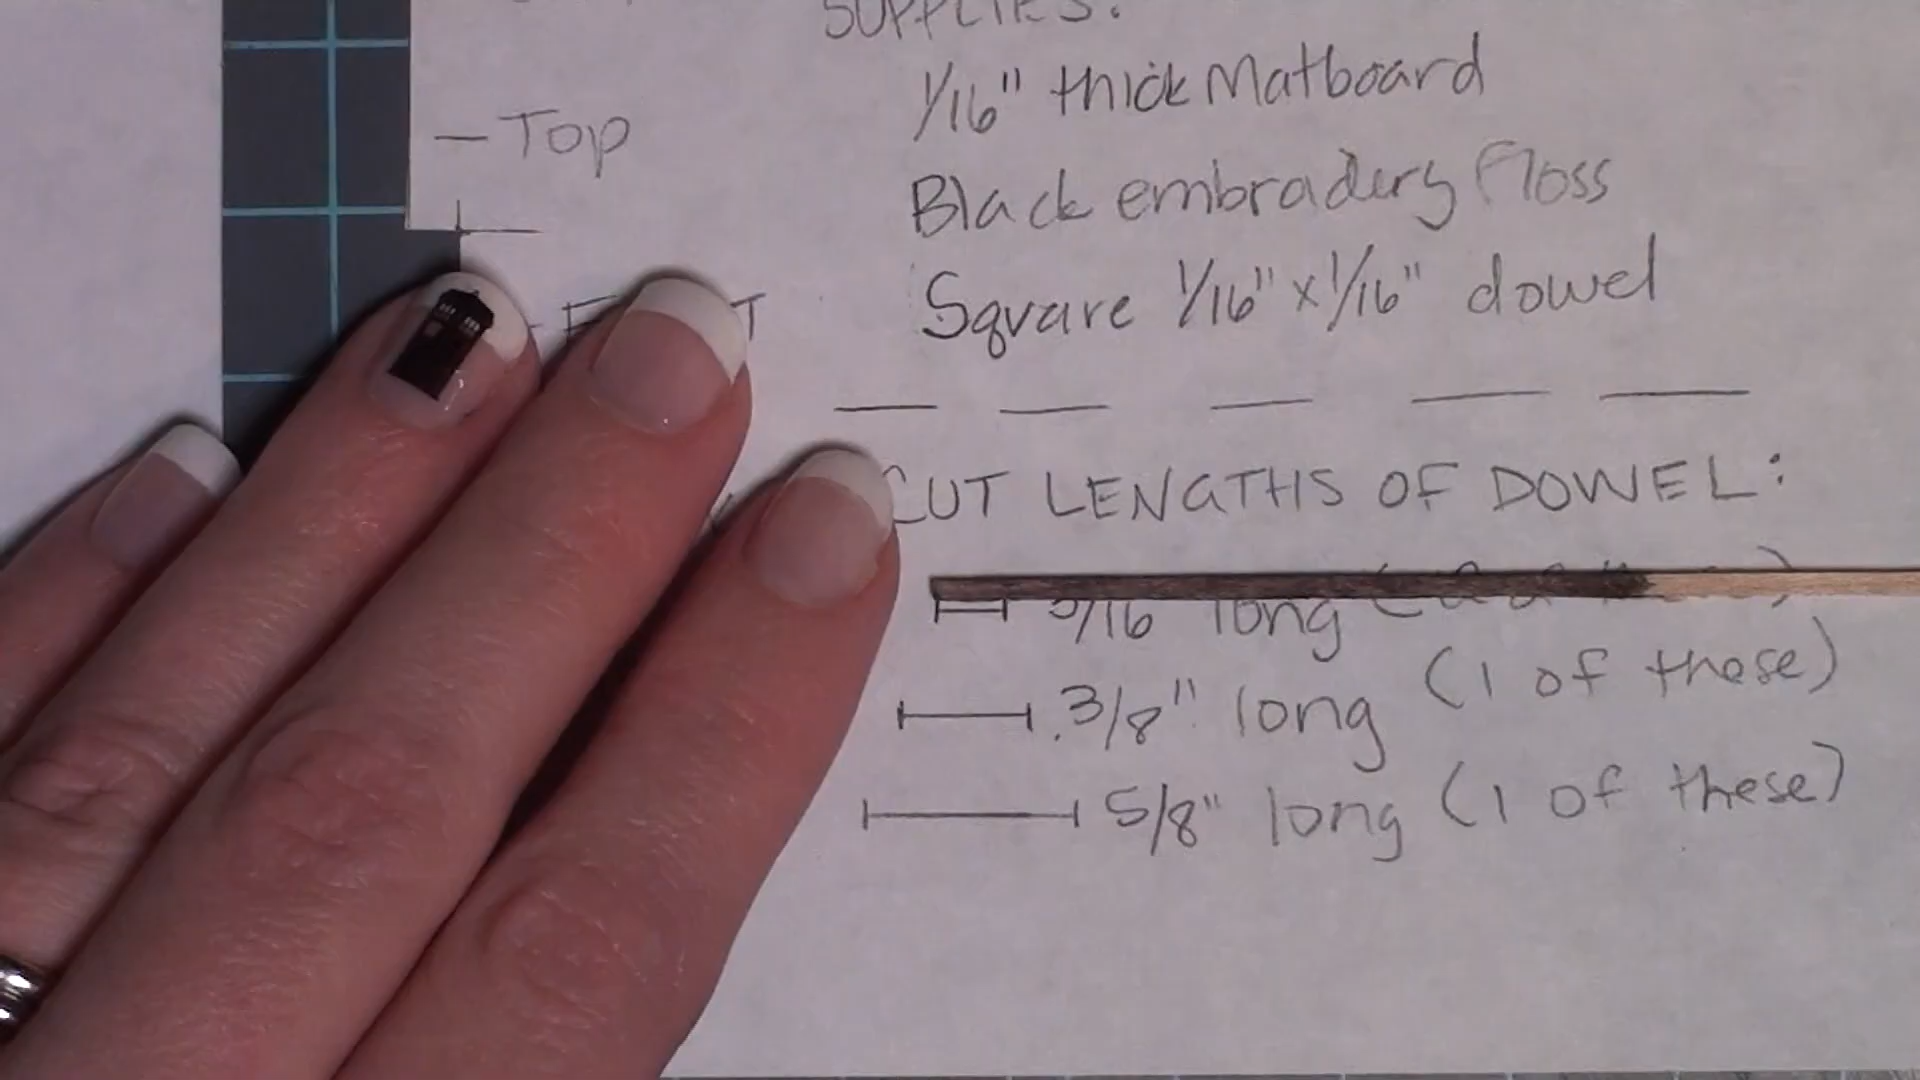 SUPPLIES:
1/16" thick Matboard
— Top
Black embradery Floss
Square 1/16" x 1/16" dowel
CUT LENGTHS OF DOWEL:
long
3/8" long (1 of these)
5/8" long (1 of these)